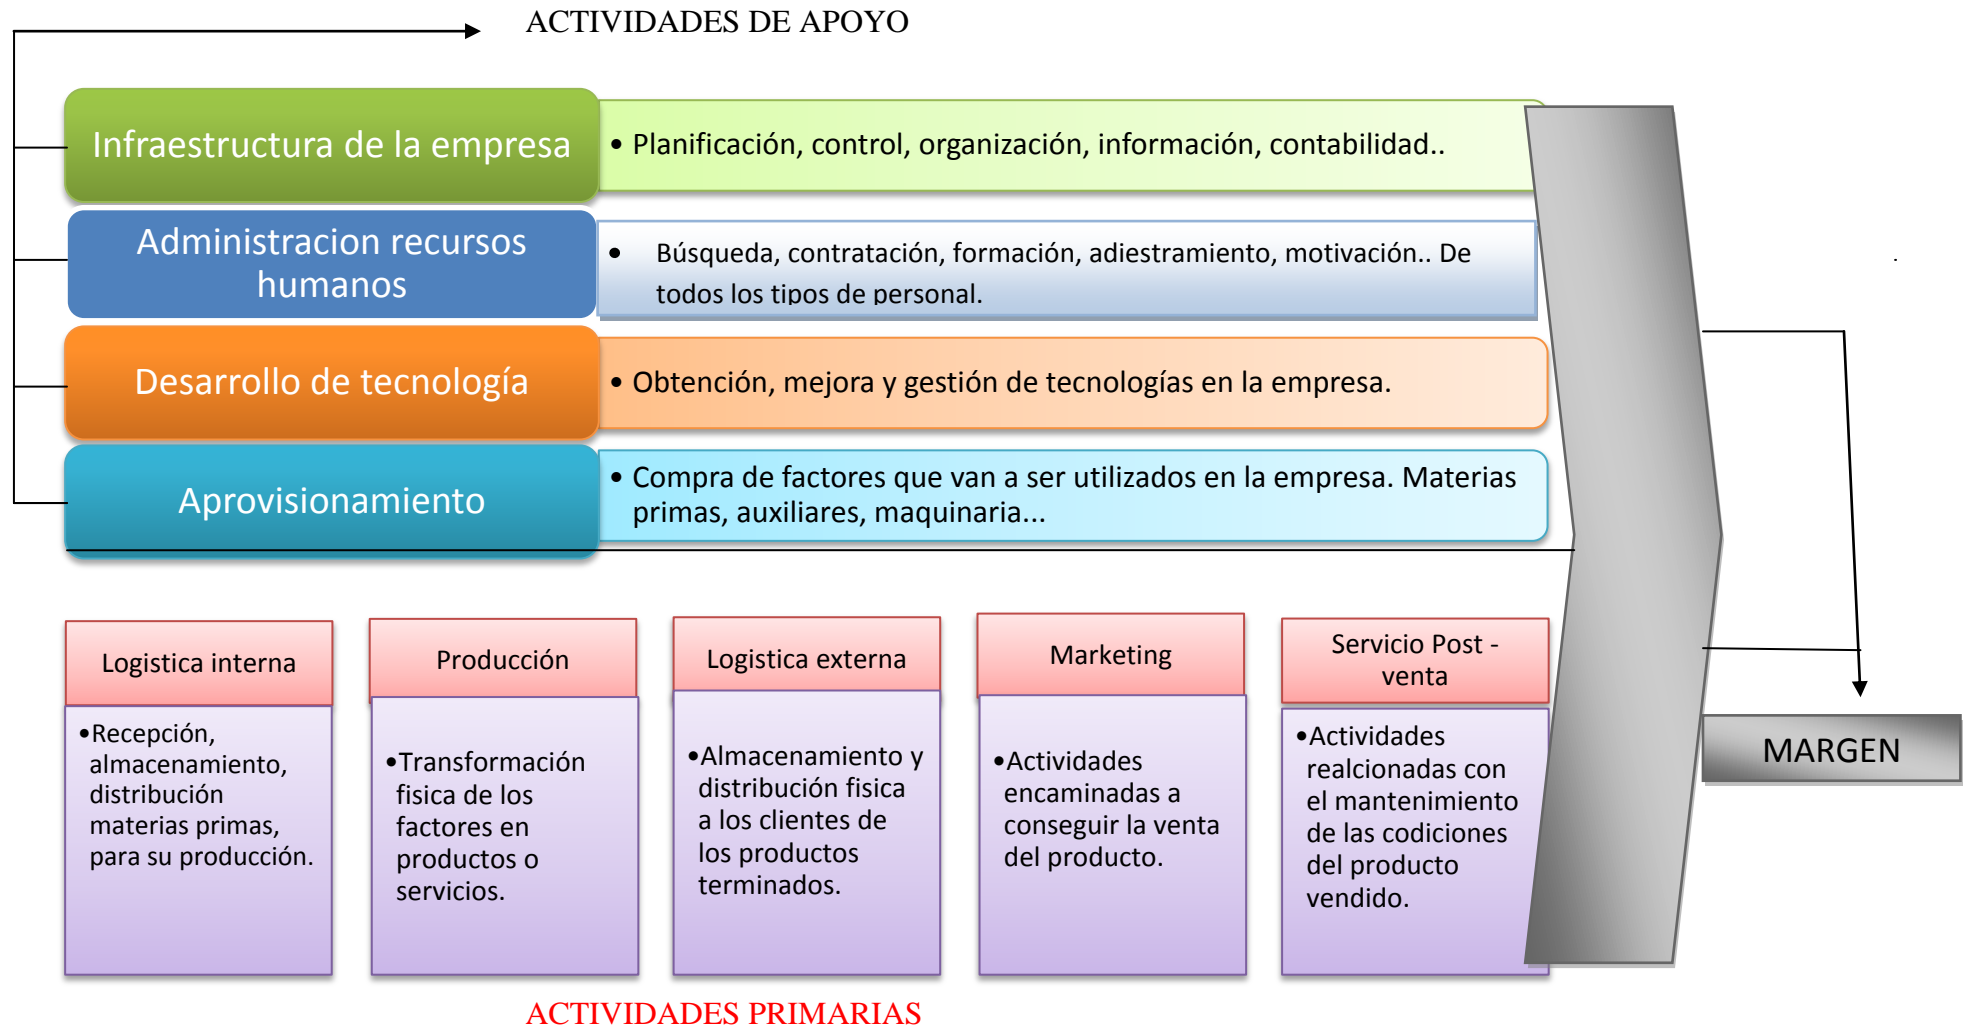 ACTIVIDADES DE APOYO
Infraestructura de la empresa
• Planificación, control, organización, información, contabilidad..
Administracion recursos
humanos
• Búsqueda, contratación, formación, adiestramiento, motivación.. De
todos los tipos de personal.
Desarrollo de tecnología
• Obtención, mejora y gestión de tecnologías en la empresa.
Aprovisionamiento
• Compra de factores que van a ser utilizados en la empresa. Materias
primas, auxiliares, maquinaria...
Logistica interna
•Recepción,
almacenamiento,
distribución
materias primas,
para su producción.
Producción
•Transformación
fisica de los
factores en
productos o
servicios.
Logistica externa
•Almacenamiento y
distribución fisica
a los clientes de
los productos
terminados.
Marketing
•Actividades
encaminadas a
conseguir la venta
del producto.
Servicio Post -
venta
•Actividades
realcionadas con
el mantenimiento
de las codiciones
del producto
vendido.
MARGEN
ACTIVIDADES PRIMARIAS